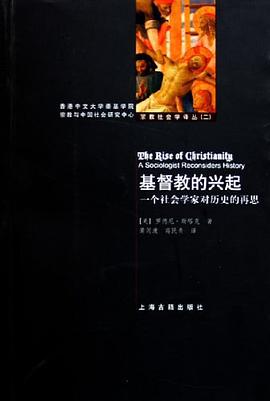 香港中文大学崇基学院
宗教与中国社会研究中心
宗教社会学译丛(二)
The Rise of Christianity
A Sociologist Reconsiders History
基督教的兴起
一个社会学家对历史的再思
[美] 罗德尼·斯塔克 著
黄剑波 高民贵 译
上海古籍出版社